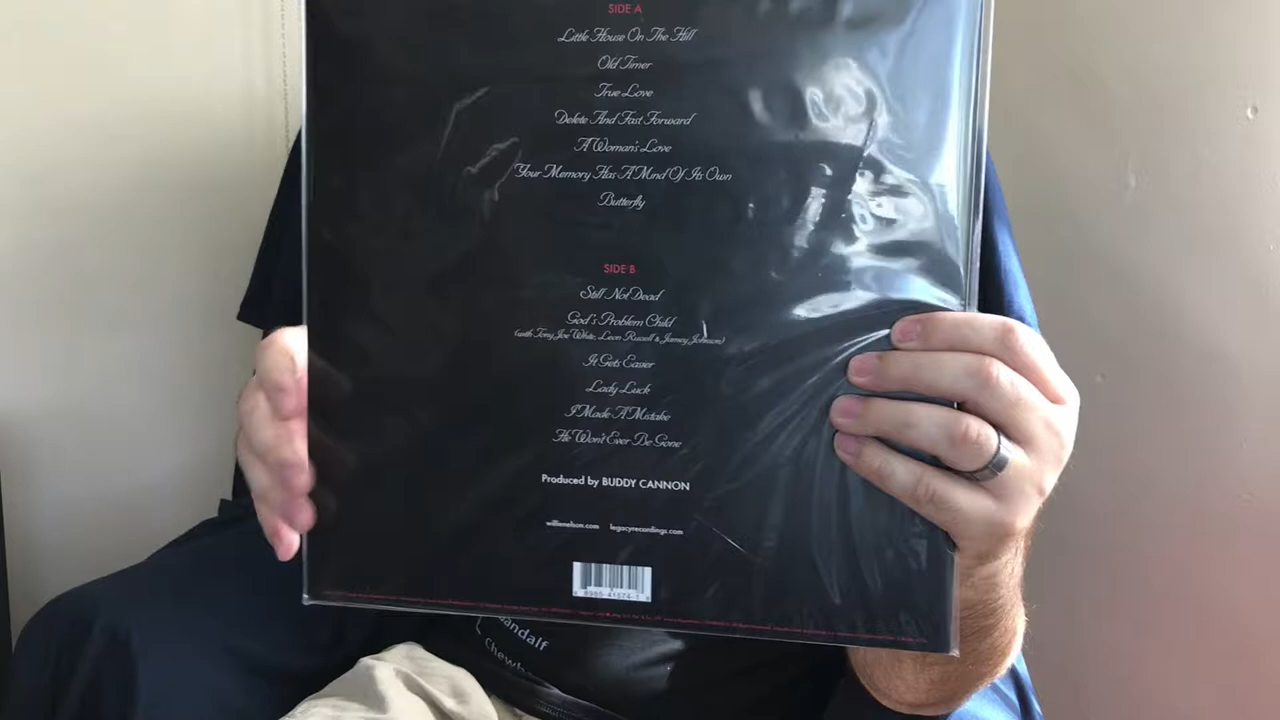 SIDE A
Little House On The Hill
Old Timer
True Love
Delete And Fast Forward
A Woman's Love
Your Memory Has A Mind Of Its Own
Butterfly
SIDE B
Still Not Dead
God's Problem Child
(with Tony Joe White, Leon Russell & Jamey Johnson)
It Gets Easier
Lady Luck
I Made A Mistake
He Won't Ever Be Gone
Produced by BUDDY CANNON
willienelson.com legacyrecordings.com
andalf
Chewb